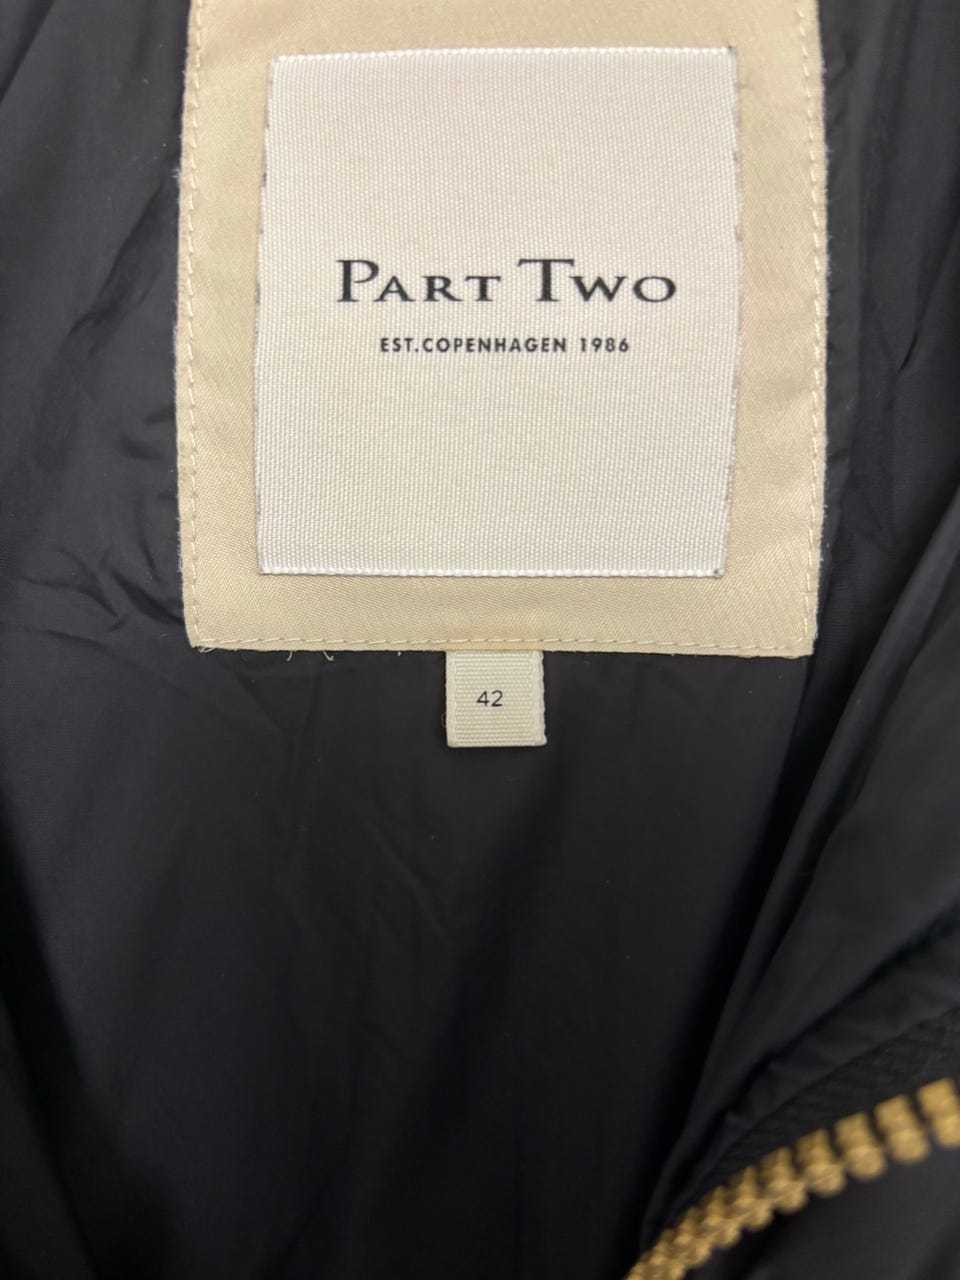 PART TWO
EST.COPENHAGEN 1986
42